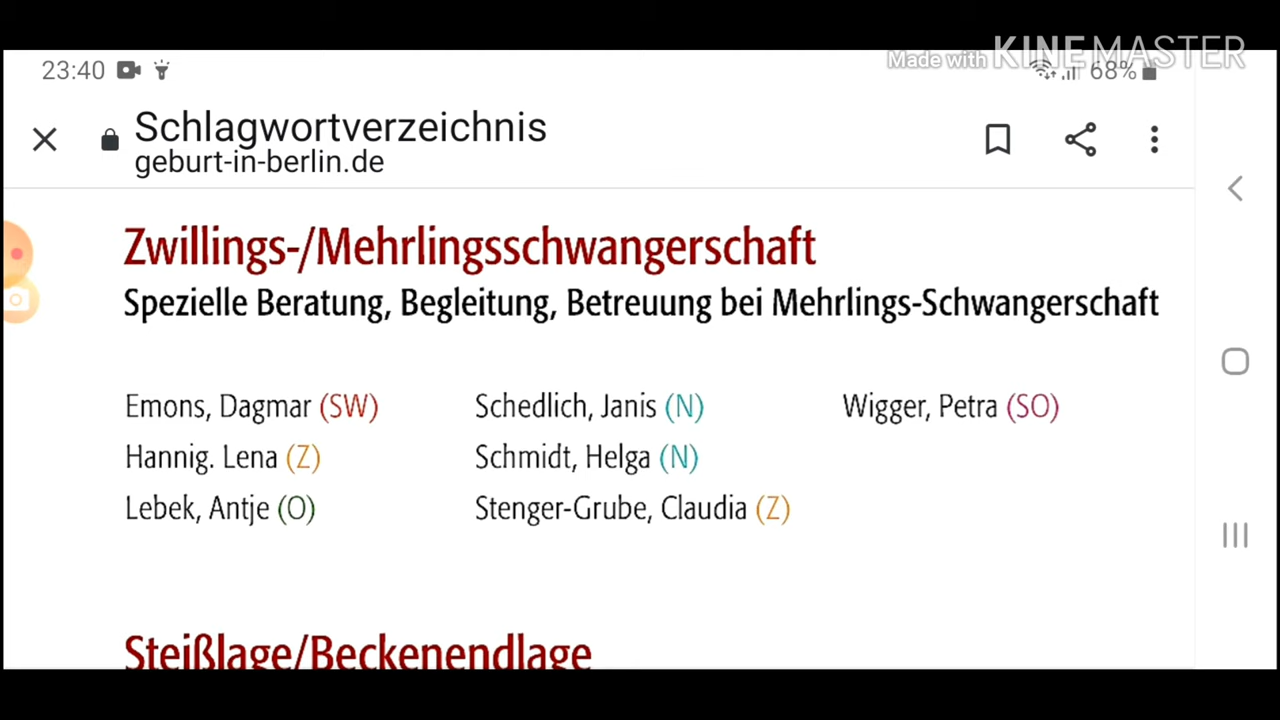 Made with KINEMASTER
23:40
68%
Schlagwortverzeichnis
geburt-in-berlin.de
Zwillings-/Mehrlingsschwangerschaft
Spezielle Beratung, Begleitung, Betreuung bei Mehrlings-Schwangerschaft
Emons, Dagmar (SW)
Hannig. Lena (Z)
Lebek, Antje (O)
Schedlich, Janis (N)
Schmidt, Helga (N)
Stenger-Grube, Claudia (Z)
Wigger, Petra (SO)
Steißlage/Beckenendlage